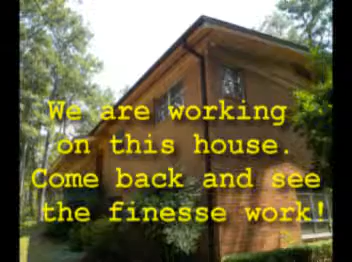 We are working
on this house.
Come back and see
the finesse work!